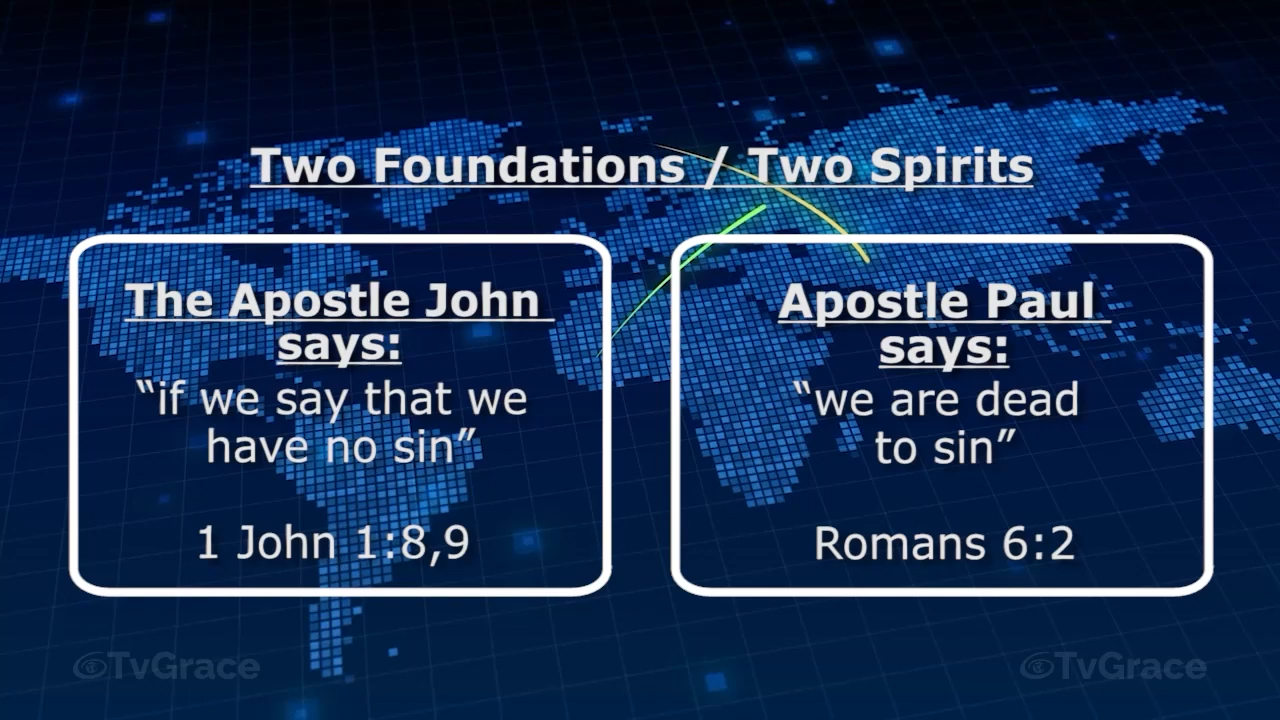 Two Foundations / Two Spirits
The Apostle John
says:
“if we say that we
have no sin”
1 John 1:8,9
Apostle Paul
says:
“we are dead
to sin”
Romans 6:2
TvGrace
TvGrace